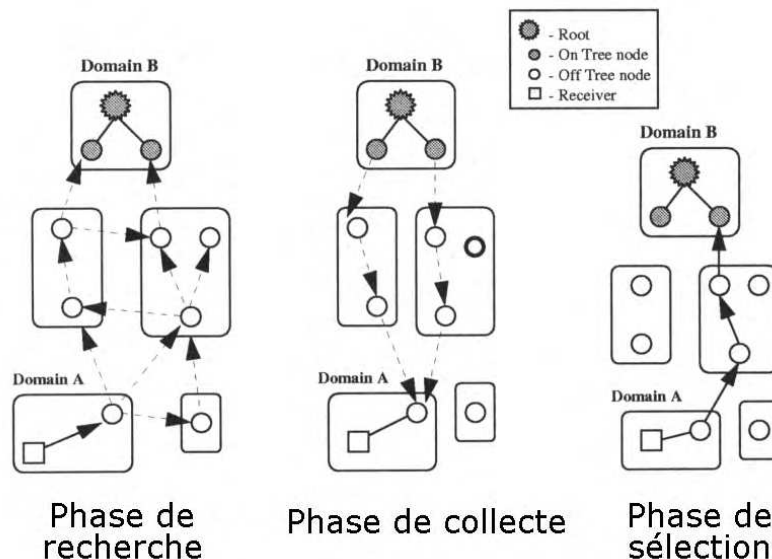 - Root
- On Tree node
- Off Tree node
- Receiver
Domain B
Domain B
Domain B
Domain A
Domain A
Domain A
Phase de
recherche
Phase de collecte
Phase de
sélection